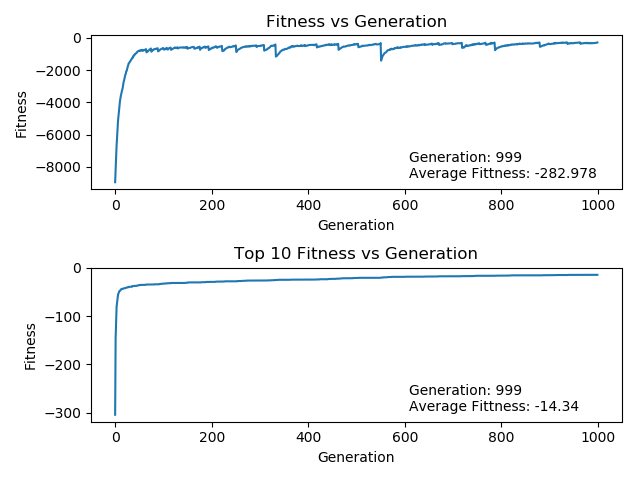 Fitness vs Generation
0
−2000
−4000
−6000
−8000
Fitness
Generation: 999
Average Fittness: -282.978
0 200 400 600 800 1000
Generation
Top 10 Fitness vs Generation
0
−100
−200
−300
Fitness
Generation: 999
Average Fittness: -14.34
0 200 400 600 800 1000
Generation